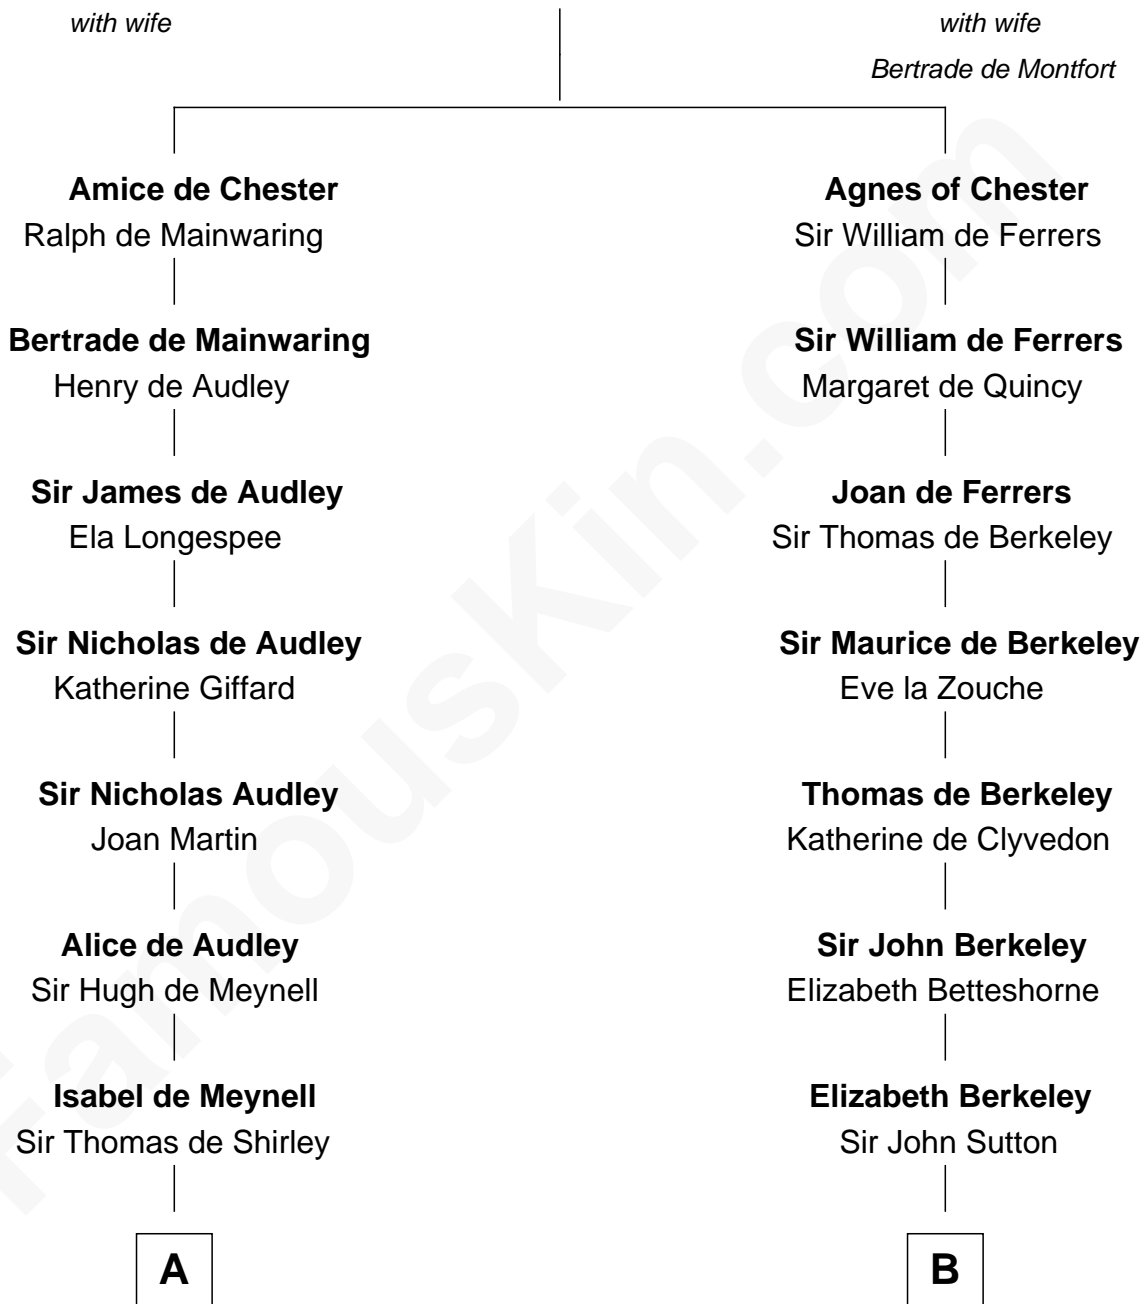 with wife
with wife
Bertrade de Montfort
Amice de Chester
Ralph de Mainwaring
Agnes of Chester
Sir William de Ferrers
Bertrade de Mainwaring
Henry de Audley
Sir William de Ferrers
Margaret de Quincy
Sir James de Audley
Ela Longespee
Joan de Ferrers
Sir Thomas de Berkeley
Sir Nicholas de Audley
Katherine Giffard
Sir Maurice de Berkeley
Eve la Zouche
Sir Nicholas Audley
Joan Martin
Thomas de Berkeley
Katherine de Clyvedon
Alice de Audley
Sir Hugh de Meynell
Sir John Berkeley
Elizabeth Betteshorne
Isabel de Meynell
Sir Thomas de Shirley
Elizabeth Berkeley
Sir John Sutton
A
B
FamousKin.com